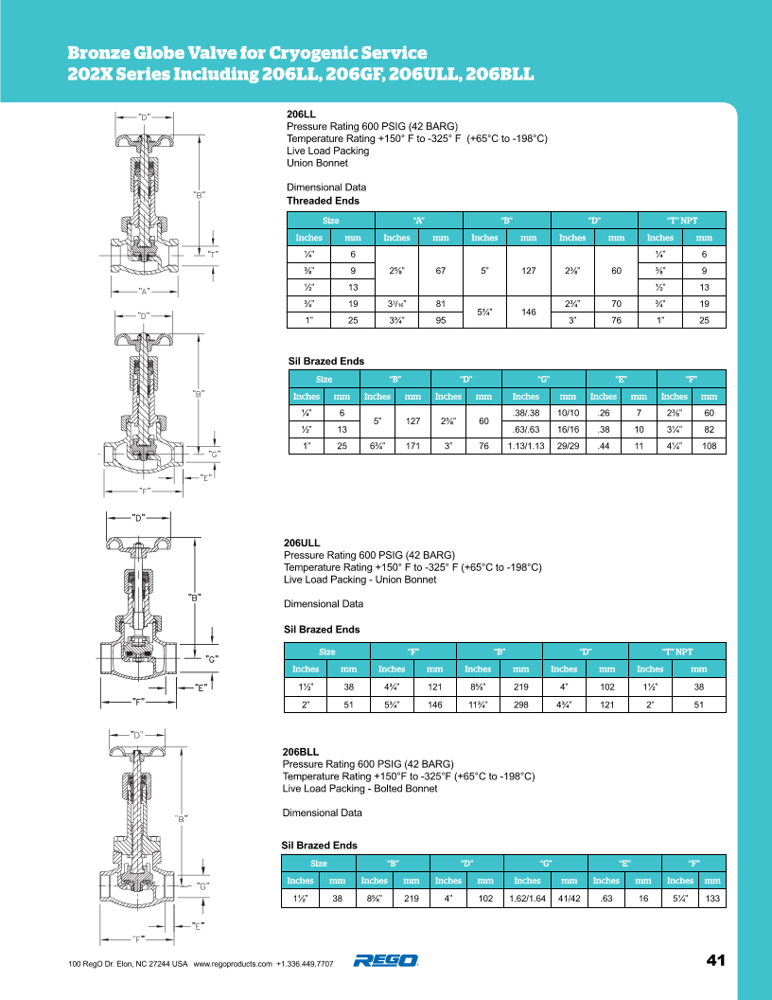 Bronze Globe Valve for Cryogenic Service
202X Series Including 206LL, 206GF, 206ULL, 206BLL
"D"
"B"
"T"
"A"
206LL
Pressure Rating 600 PSIG (42 BARG)
Temperature Rating +150° F to -325° F (+65°C to -198°C)
Live Load Packing
Union Bonnet
Dimensional Data
Threaded Ends
Size "A" "B" "D" "T" NPT
Inches mm Inches mm Inches mm Inches mm Inches mm
¼" 6 ¼" 6
⅜" 9 2⅝" 67 5" 127 2⅜" 60 ⅜" 9
½" 13 ½" 13
¾" 19 3³/₁₆" 81 2¾" 70 ¾" 19
5¾" 146
1" 25 3¾" 95 3" 76 1" 25
"D"
"B"
"G"
"E"
"F"
Sil Brazed Ends
Size "B" "D" "G" "E" "F"
Inches mm Inches mm Inches mm Inches mm Inches mm Inches mm
¼" 6 .38/.38 10/10 .26 7 2⅜" 60
5" 127 2⅜" 60
½" 13 .63/.63 16/16 .38 10 3¼" 82
1" 25 6¾" 171 3" 76 1.13/1.13 29/29 .44 11 4¼" 108
"D"
"B"
"G"
"E"
"F"
206ULL
Pressure Rating 600 PSIG (42 BARG)
Temperature Rating +150° F to -325° F (+65°C to -198°C)
Live Load Packing - Union Bonnet
Dimensional Data
Sil Brazed Ends
Size "F" "B" "D" "T" NPT
Inches mm Inches mm Inches mm Inches mm Inches mm
1½" 38 4¾" 121 8⅝" 219 4" 102 1½" 38
2" 51 5¾" 146 11¾" 298 4¾" 121 2" 51
"D"
"B"
"G"
"E"
"F"
206BLL
Pressure Rating 600 PSIG (42 BARG)
Temperature Rating +150°F to -325°F (+65°C to -198°C)
Live Load Packing - Bolted Bonnet
Dimensional Data
Sil Brazed Ends
Size "B" "D" "G" "E" "F"
Inches mm Inches mm Inches mm Inches mm Inches mm Inches mm
1½" 38 8⅝" 219 4" 102 1.62/1.64 41/42 .63 16 5¼" 133
100 RegO Dr. Elon, NC 27244 USA www.regoproducts.com +1.336.449.7707
REGO
41